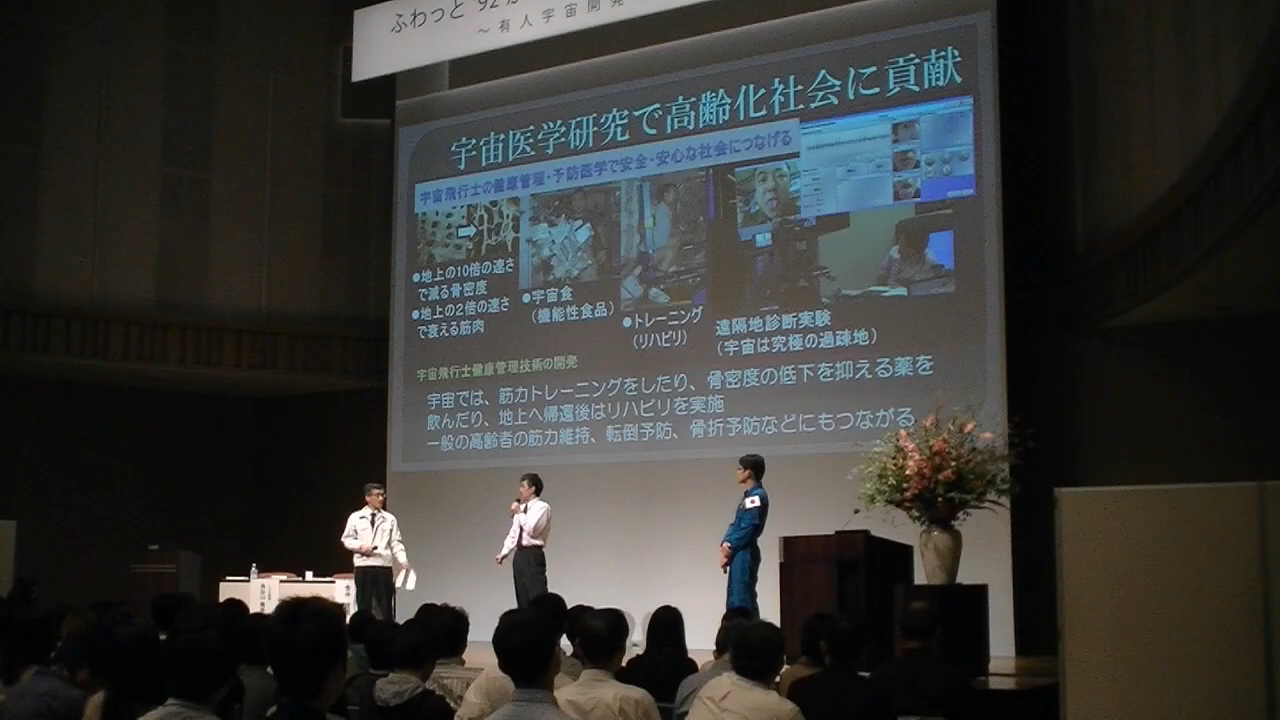 ふわっと '92か
～有人宇宙開発
宇宙医学研究で高齢化社会に貢献
宇宙飛行士の健康管理・予防医学で安全・安心な社会につなげる
●地上の10倍の速さ
で減る骨密度
●地上の2倍の速さ
で衰える筋肉
●宇宙食
（機能性食品）
●トレーニング
（リハビリ）
遠隔地診断実験
（宇宙は究極の過疎地）
宇宙飛行士健康管理技術の開発
宇宙では、筋力トレーニングをしたり、骨密度の低下を抑える薬を
飲んだり、地上へ帰還後はリハビリを実施
一般の高齢者の筋力維持、転倒予防、骨折予防などにもつながる